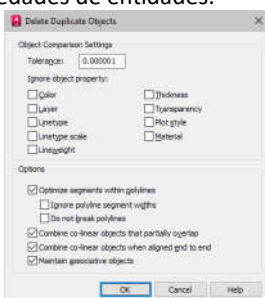 edades de entidades.
Delete Duplicate Objects
Object Comparison Settings
Tolerance: 0.000001
Ignore object property:
Color Thickness
Layer Transparency
Linetype Plot style
Linetype scale Material
Lineweight
Options
Optimize segments within polylines
Ignore polyline segment widths
Do not break polylines
Combine co-linear objects that partially overlap
Combine co-linear objects when aligned end to end
Maintain associative objects
OK Cancel Help